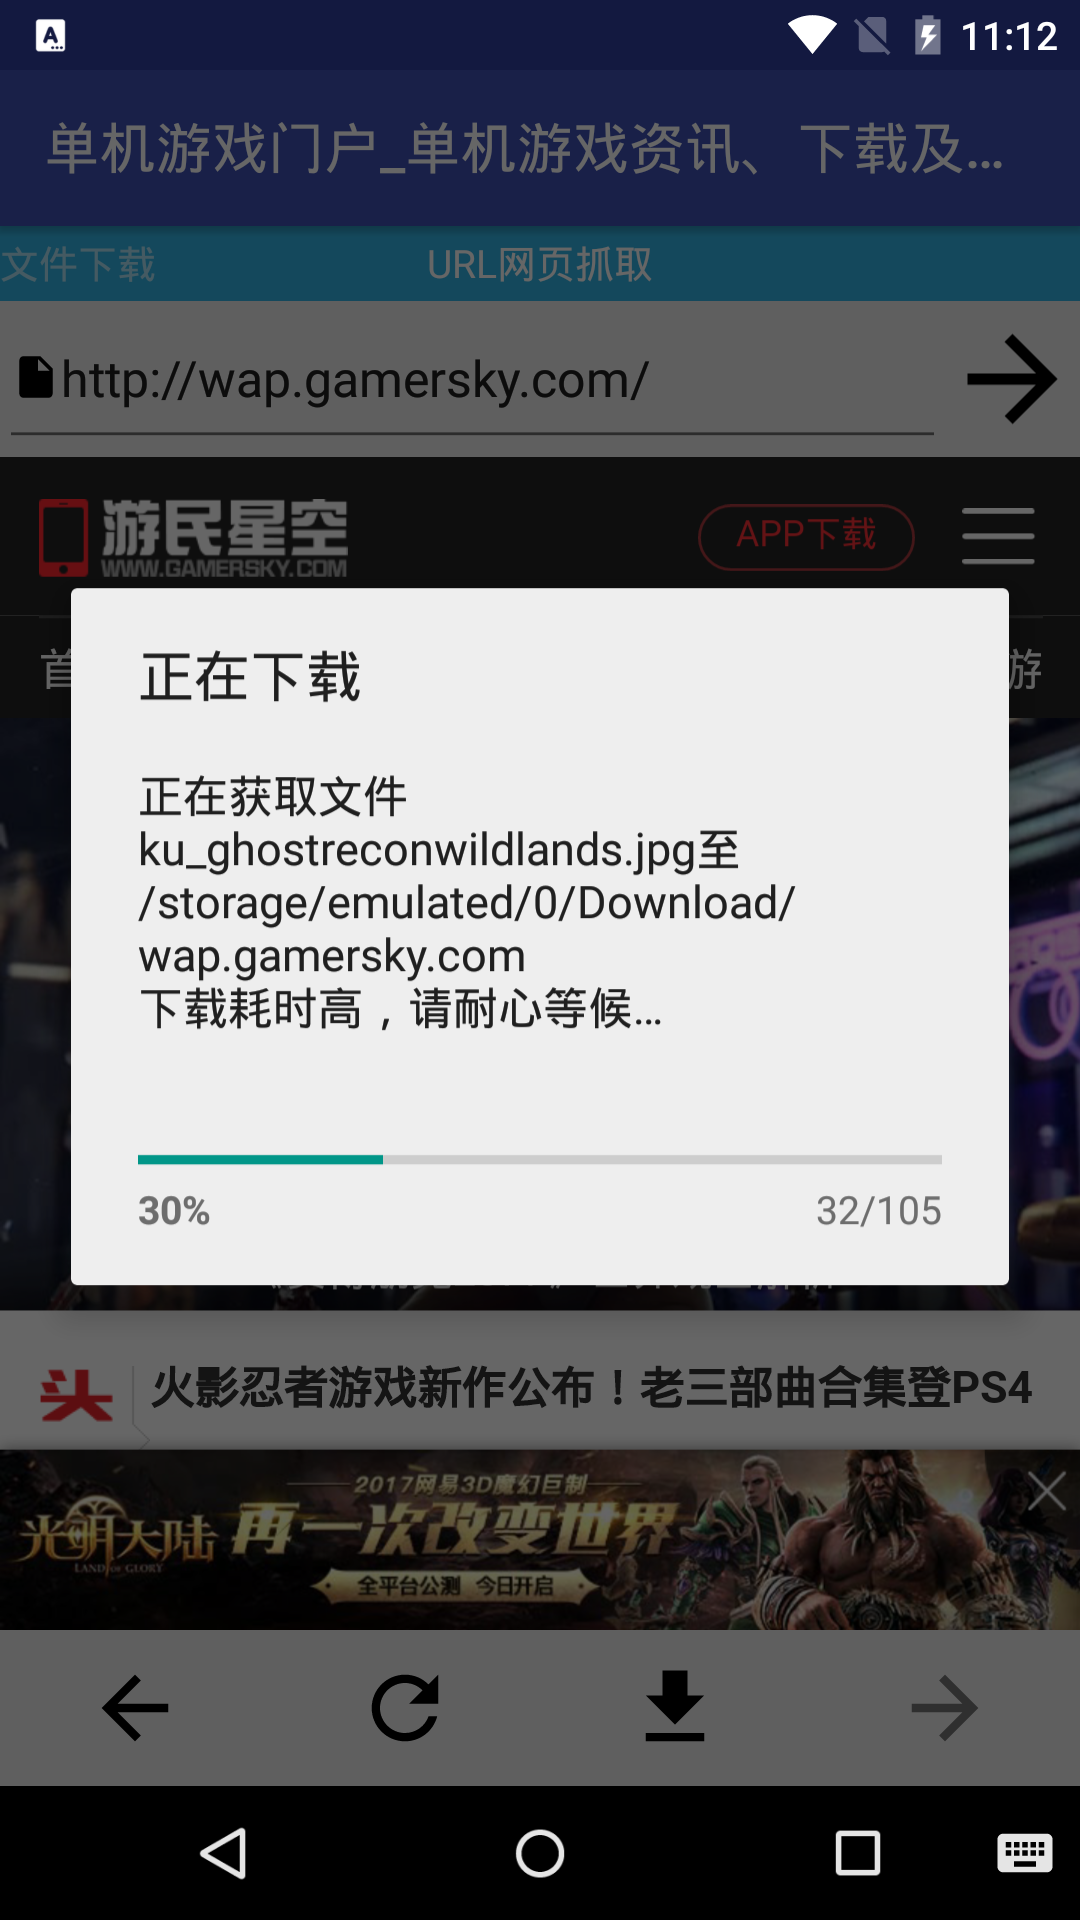 11:12
单机游戏门户_单机游戏资讯、下载及...
文件下载
URL网页抓取
http://wap.gamersky.com/
游民星空
WWW.GAMERSKY.COM
APP下载
首
游
正在下载
正在获取文件
ku_ghostreconwildlands.jpg至
/storage/emulated/0/Download/
wap.gamersky.com
下载耗时高，请耐心等候...
30%
32/105
头
火影忍者游戏新作公布！老三部曲合集登PS4
2017网易3D魔幻巨制
光明大陆
LAND OF GLORY
再一次改变世界
全平台公测 今日开启